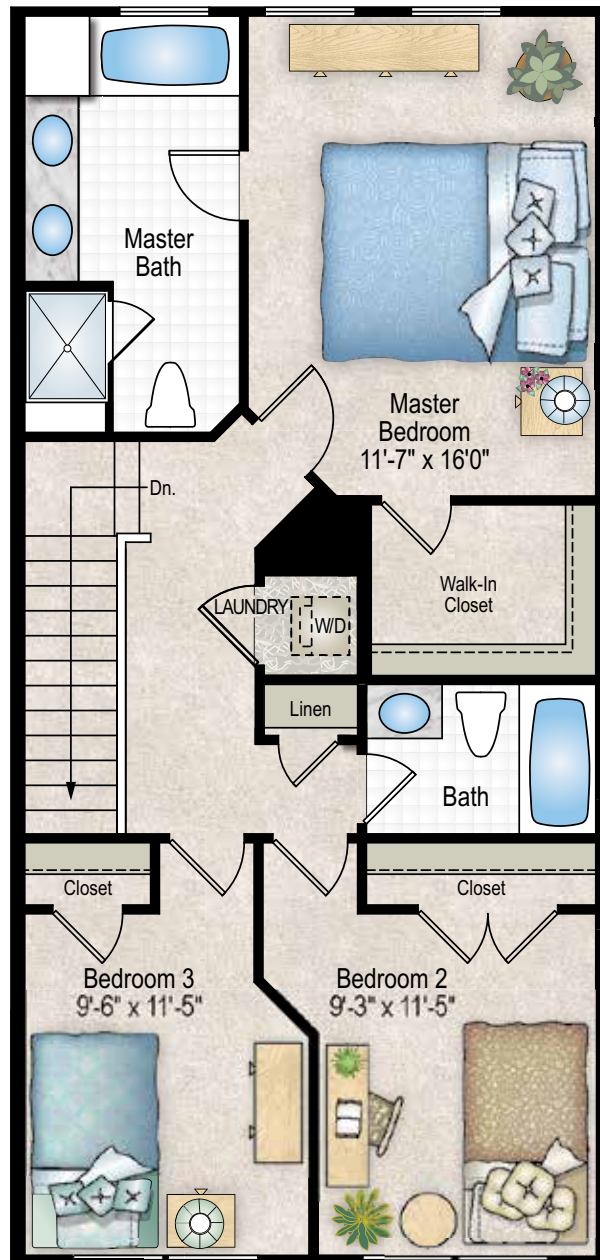 Master
Bath
Master
Bedroom
11'-7" x 16'0"
Dn.
Walk-In
Closet
LAUNDRY
W/D
Linen
Bath
Closet
Closet
Bedroom 3
9'-6" x 11'-5"
Bedroom 2
9'-3" x 11'-5"